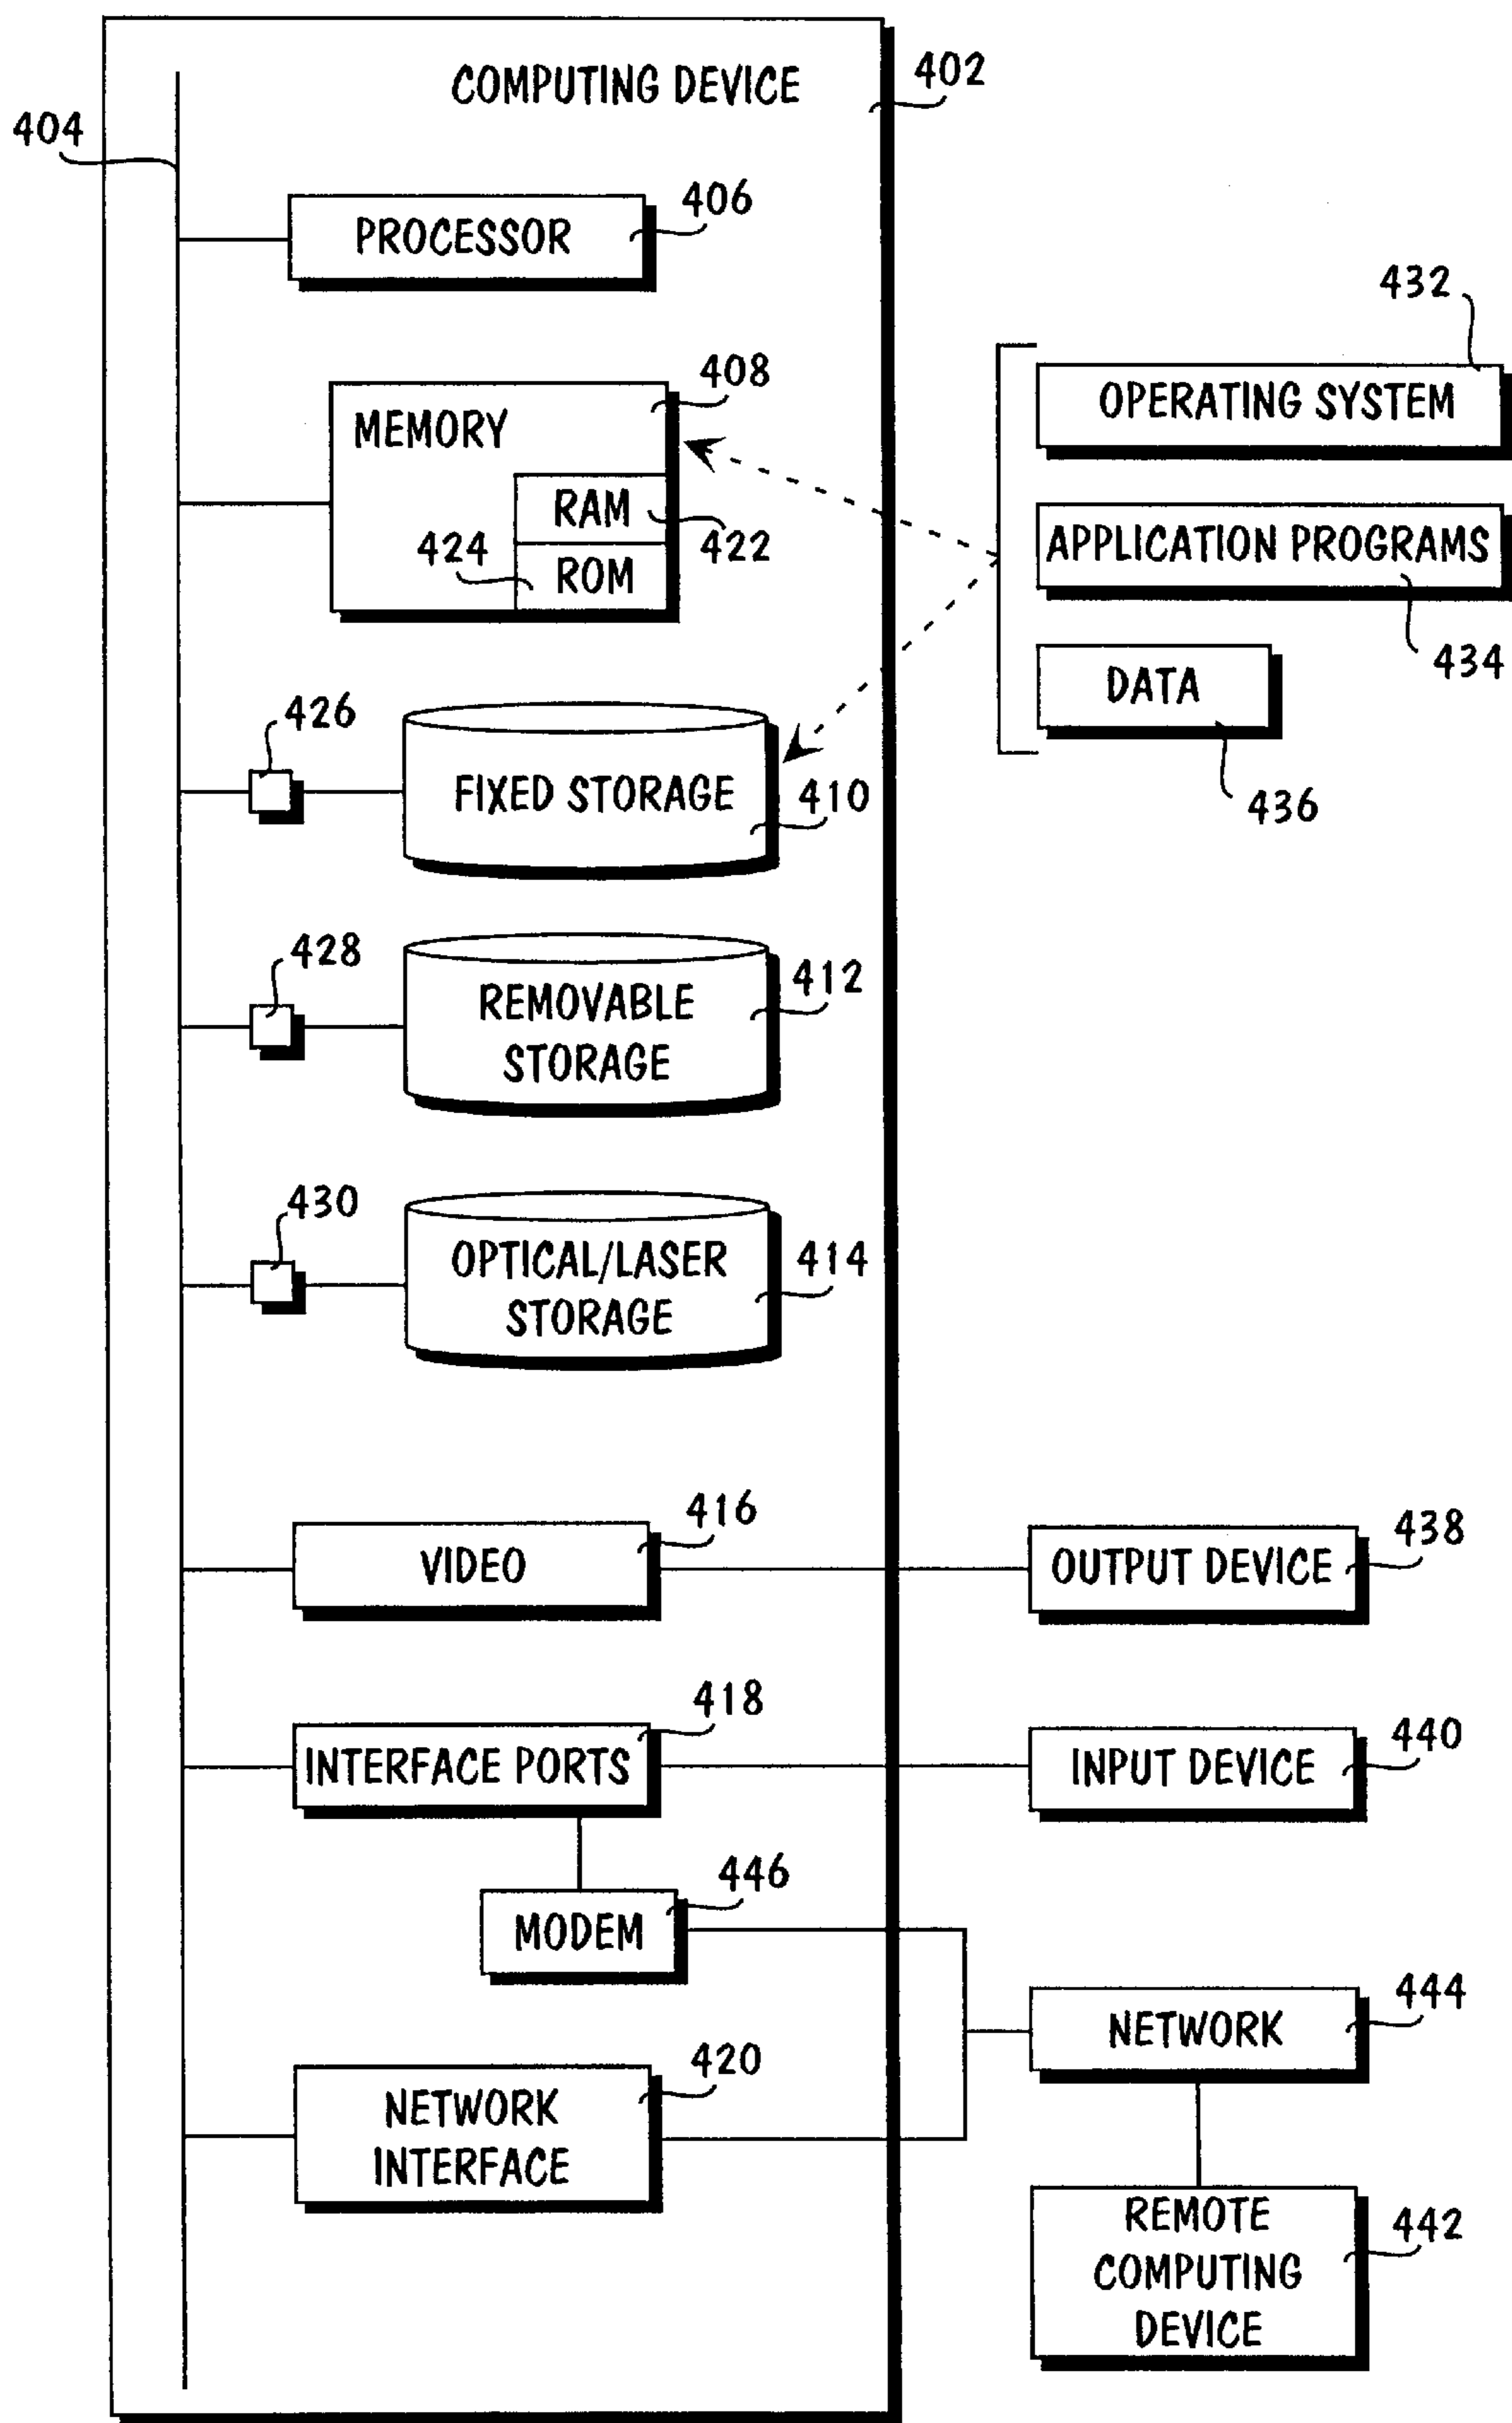 COMPUTING DEVICE
402
404
PROCESSOR
406
MEMORY
408
RAM
422
ROM
424
432
OPERATING SYSTEM
APPLICATION PROGRAMS
434
DATA
436
426
FIXED STORAGE
410
428
REMOVABLE
STORAGE
412
430
OPTICAL/LASER
STORAGE
414
VIDEO
416
OUTPUT DEVICE
438
INTERFACE PORTS
418
INPUT DEVICE
440
MODEM
446
NETWORK
444
NETWORK
INTERFACE
420
REMOTE
COMPUTING
DEVICE
442